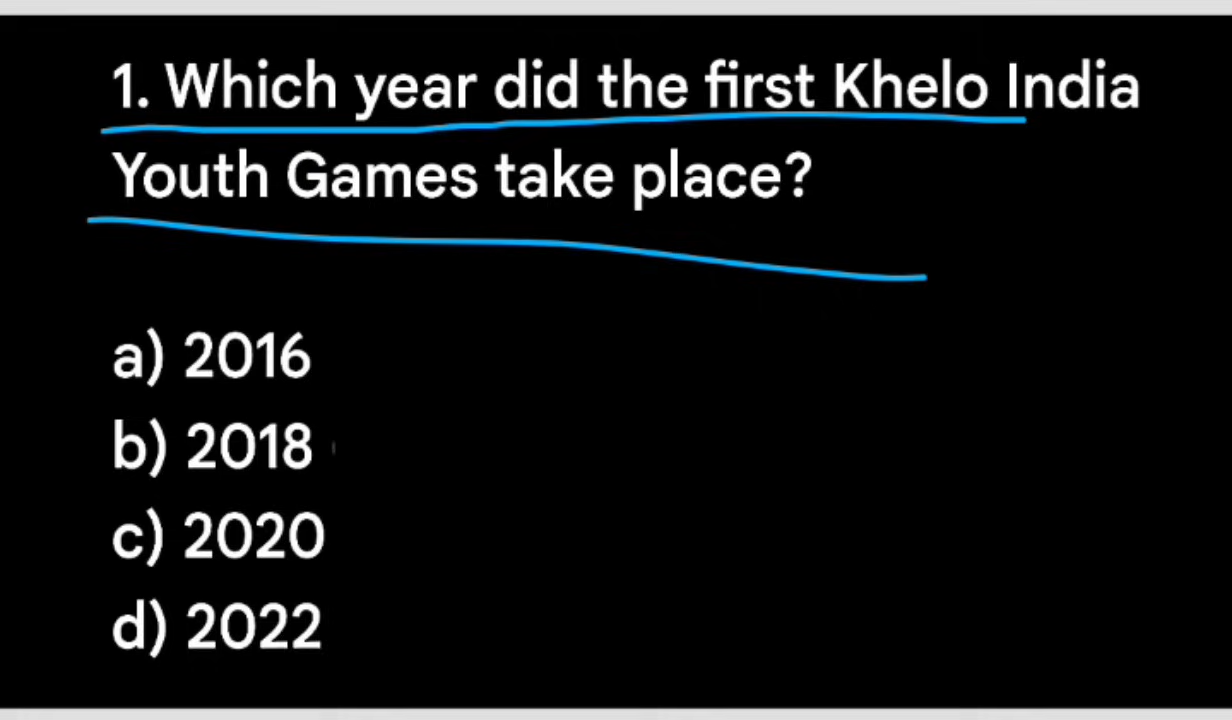 1. Which year did the first Khelo India
Youth Games take place?
a) 2016
b) 2018
c) 2020
d) 2022